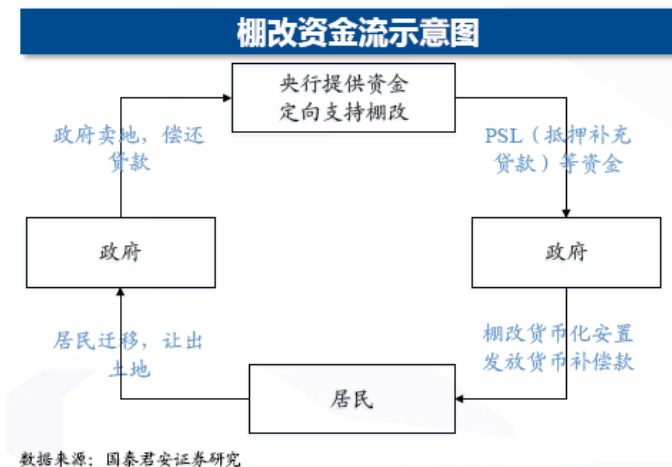 棚改资金流示意图
央行提供资金
定向支持棚改
政府卖地，偿还
贷款
PSL（抵押补充
贷款）等资金
政府
政府
居民迁移，让出
土地
棚改货币化安置
发放货币补偿款
居民
数据来源：国泰君安证券研究